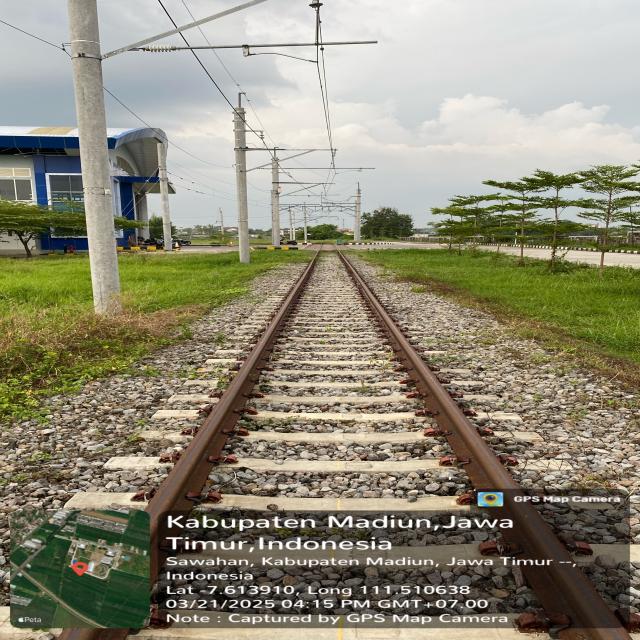 GPS Map Camera
Kabupaten Madiun,Jawa
Timur,Indonesia
Sawahan, Kabupaten Madiun, Jawa Timur --,
Indonesia
Lat -7.613910, Long 111.510638
03/21/2025 04:15 PM GMT+07.00
Note : Captured by GPS Map Camera
Peta